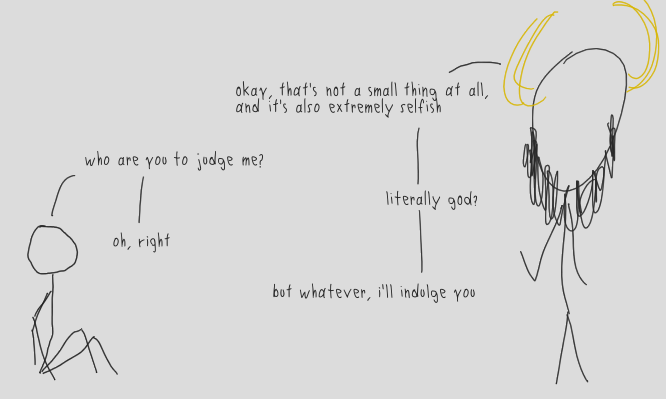 okay, that's not a small thing at all,
and it's also extremely selfish
who are you to judge me?
literally god?
oh, right
but whatever, i'll indulge you